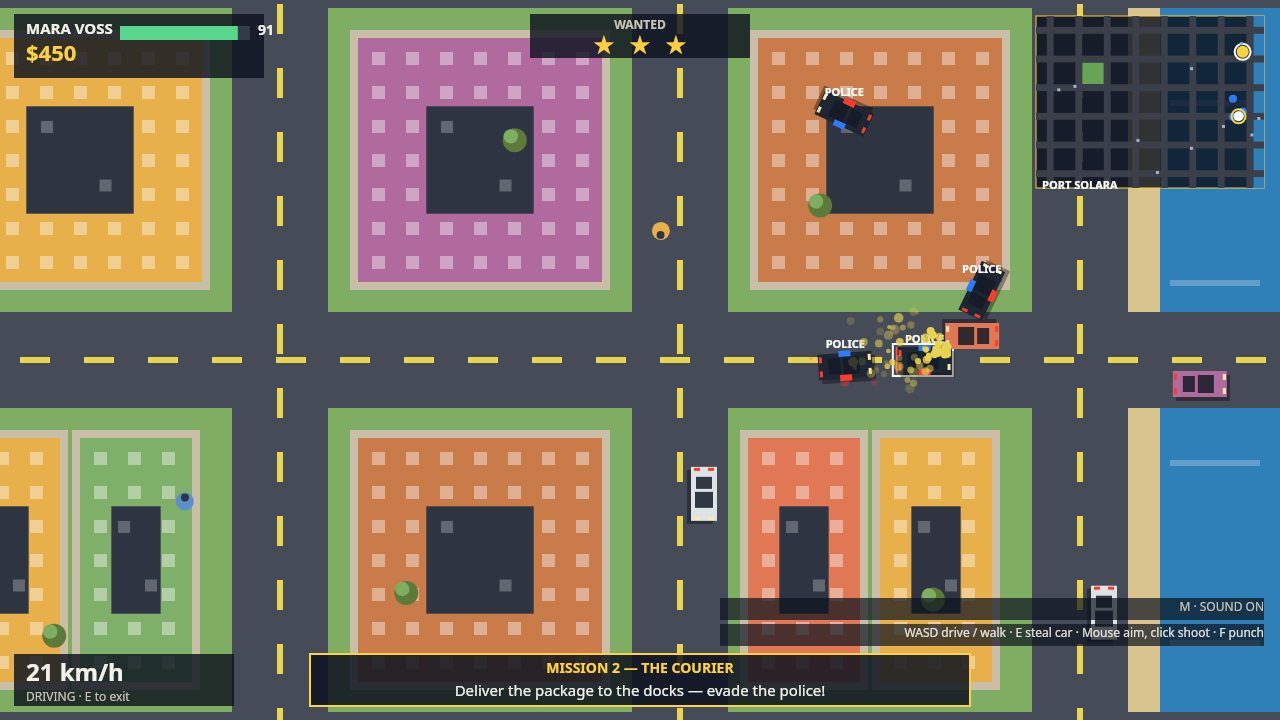 MARA VOSS
91
$450
WANTED
PORT SOLARA
POLICE
POLICE
POLICE
POLICE
M · SOUND ON
WASD drive / walk · E steal car · Mouse aim, click shoot · F punch
21 km/h
DRIVING · E to exit
MISSION 2 — THE COURIER
Deliver the package to the docks — evade the police!